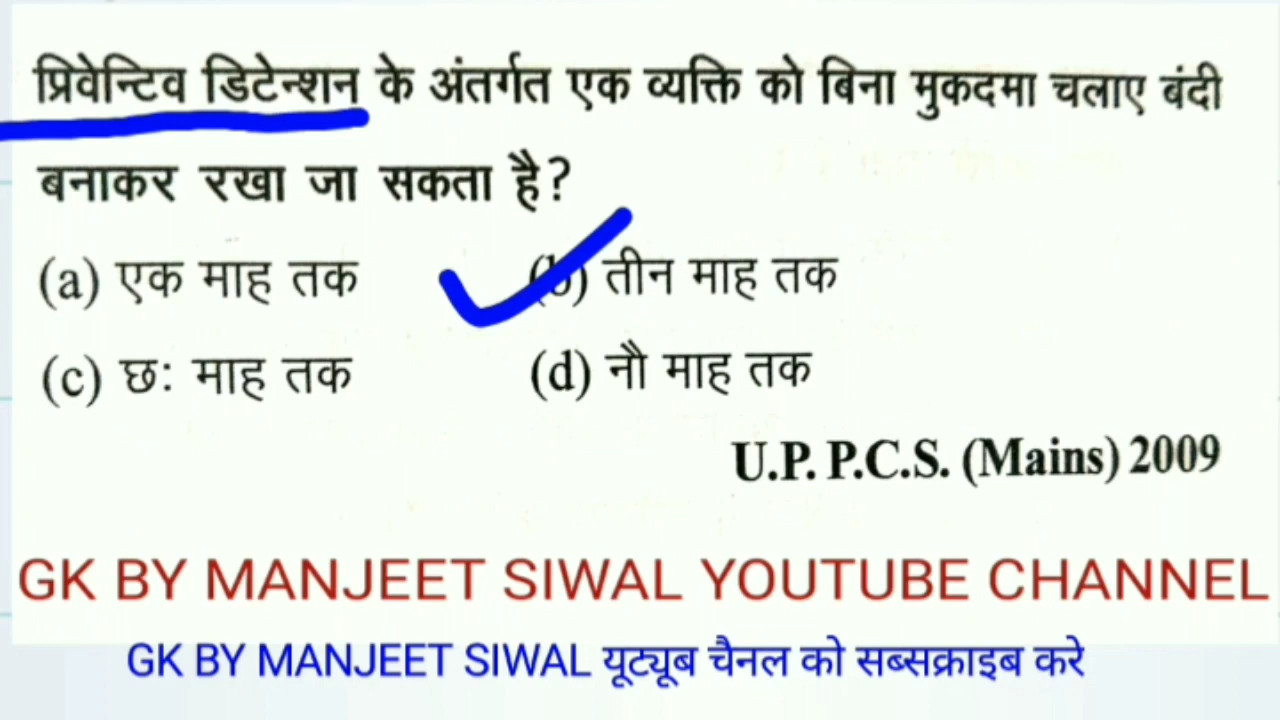 प्रिवेन्टिव डिटेन्शन के अंतर्गत एक व्यक्ति को बिना मुकदमा चलाए बंदी
बनाकर रखा जा सकता है?
(a) एक माह तक (b) तीन माह तक
(c) छः माह तक (d) नौ माह तक
U.P. P.C.S. (Mains) 2009
GK BY MANJEET SIWAL YOUTUBE CHANNEL
GK BY MANJEET SIWAL यूट्यूब चैनल को सब्सक्राइब करे